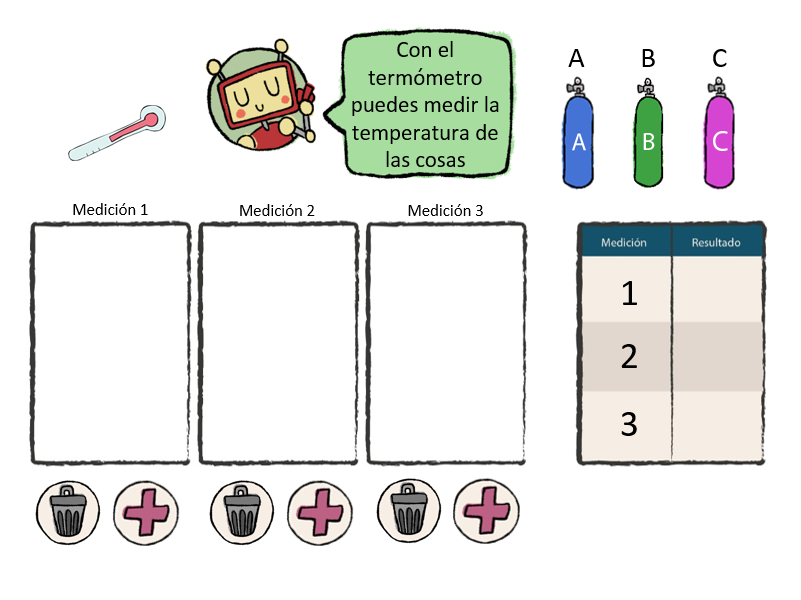 Con el
termómetro
puedes medir la
temperatura de
las cosas
A B C
A B C
Medición 1 Medición 2 Medición 3
Medición Resultado
1
2
3